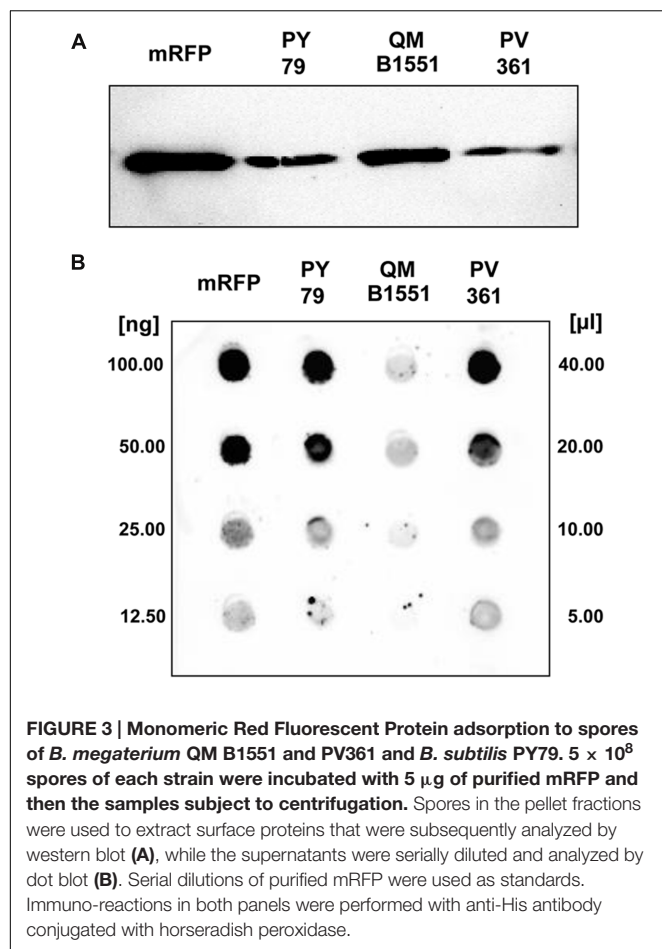 A
mRFP PY QM PV
79 B1551 361
B
mRFP PY QM PV
79 B1551 361
[ng] [µl]
100.00 40.00
50.00 20.00
25.00 10.00
12.50 5.00
FIGURE 3 | Monomeric Red Fluorescent Protein adsorption to spores
of B. megaterium QM B1551 and PV361 and B. subtilis PY79. 5 × 10⁸
spores of each strain were incubated with 5 µg of purified mRFP and
then the samples subject to centrifugation. Spores in the pellet fractions
were used to extract surface proteins that were subsequently analyzed by
western blot (A), while the supernatants were serially diluted and analyzed by
dot blot (B). Serial dilutions of purified mRFP were used as standards.
Immuno-reactions in both panels were performed with anti-His antibody
conjugated with horseradish peroxidase.